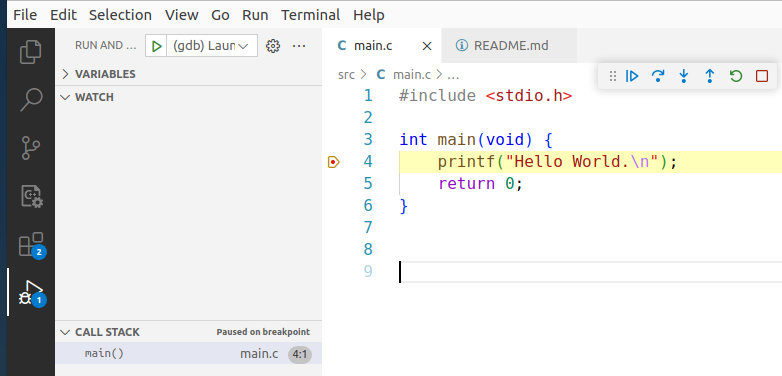 File Edit Selection View Go Run Terminal Help
RUN AND ... (gdb) Laun ...
VARIABLES
WATCH
2
1
CALL STACK Paused on breakpoint
main() main.c 4:1
C main.c README.md
src > C main.c > ...
1 #include <stdio.h>
2
3 int main(void) {
4 printf("Hello World.\n");
5 return 0;
6 }
7
8
9